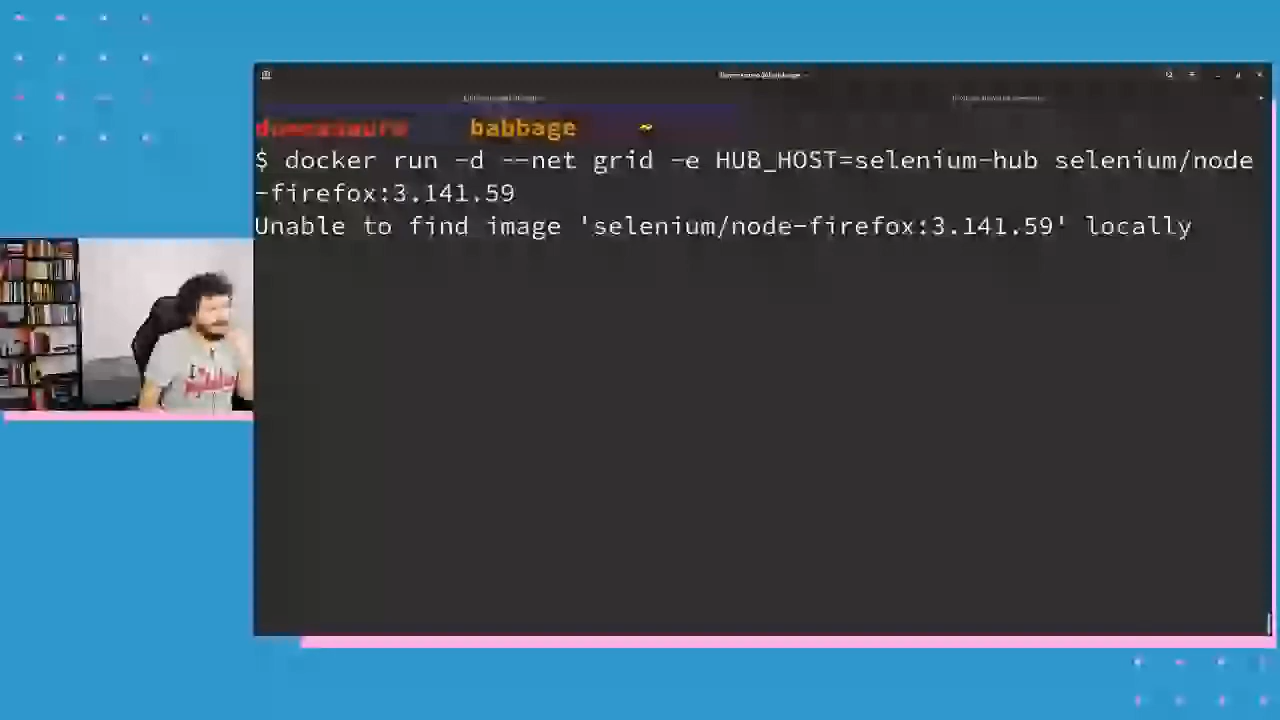 babbage ~
$ docker run -d --net grid -e HUB_HOST=selenium-hub selenium/node
-firefox:3.141.59
Unable to find image 'selenium/node-firefox:3.141.59' locally